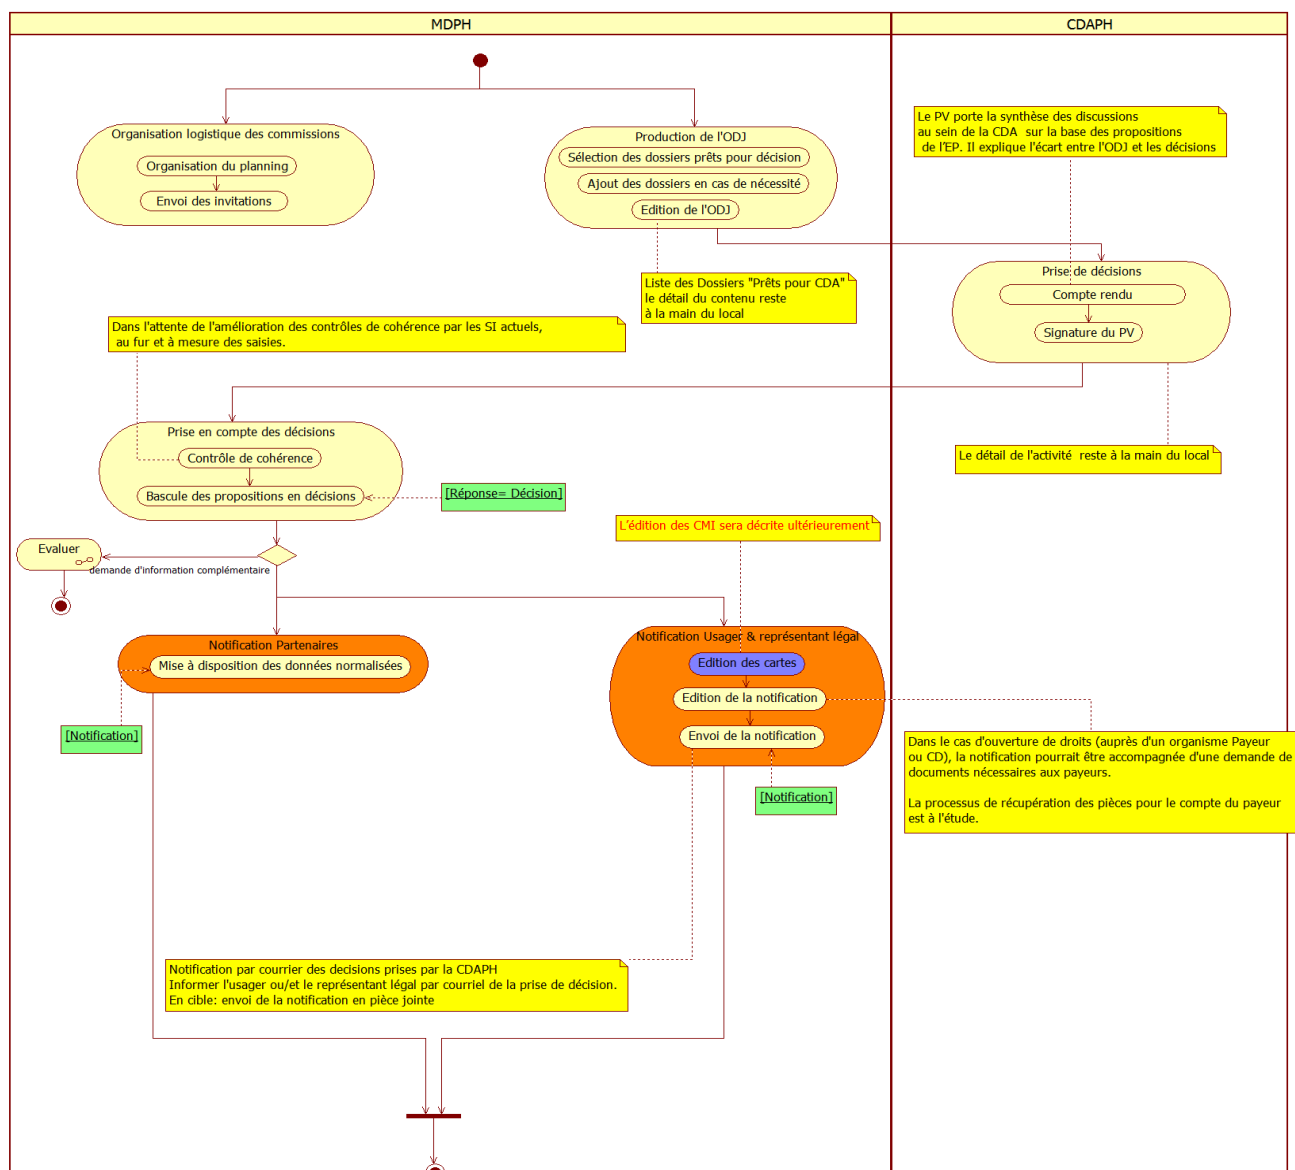 MDPH
CDAPH
Organisation logistique des commissions
Organisation du planning
Envoi des invitations
Production de l'ODJ
Sélection des dossiers prêts pour décision
Ajout des dossiers en cas de nécessité
Edition de l'ODJ
Le PV porte la synthèse des discussions
au sein de la CDA sur la base des propositions
de l'EP. Il explique l'écart entre l'ODJ et les décisions
Liste des Dossiers "Prêts pour CDA"
le détail du contenu reste
à la main du local
Prise de décisions
Compte rendu
Signature du PV
Dans l'attente de l'amélioration des contrôles de cohérence par les SI actuels,
au fur et à mesure des saisies.
Prise en compte des décisions
Contrôle de cohérence
Bascule des propositions en décisions
[Réponse= Décision]
Le détail de l'activité reste à la main du local
L'édition des CMI sera décrite ultérieurement
Evaluer
demande d'information complémentaire
Notification Partenaires
Mise à disposition des données normalisées
[Notification]
Notification Usager & représentant légal
Edition des cartes
Edition de la notification
Envoi de la notification
[Notification]
Dans le cas d'ouverture de droits (auprès d'un organisme Payeur
ou CD), la notification pourrait être accompagnée d'une demande de
documents nécessaires aux payeurs.
La processus de récupération des pièces pour le compte du payeur
est à l'étude.
Notification par courrier des decisions prises par la CDAPH
Informer l'usager ou/et le représentant légal par courriel de la prise de décision.
En cible: envoi de la notification en pièce jointe